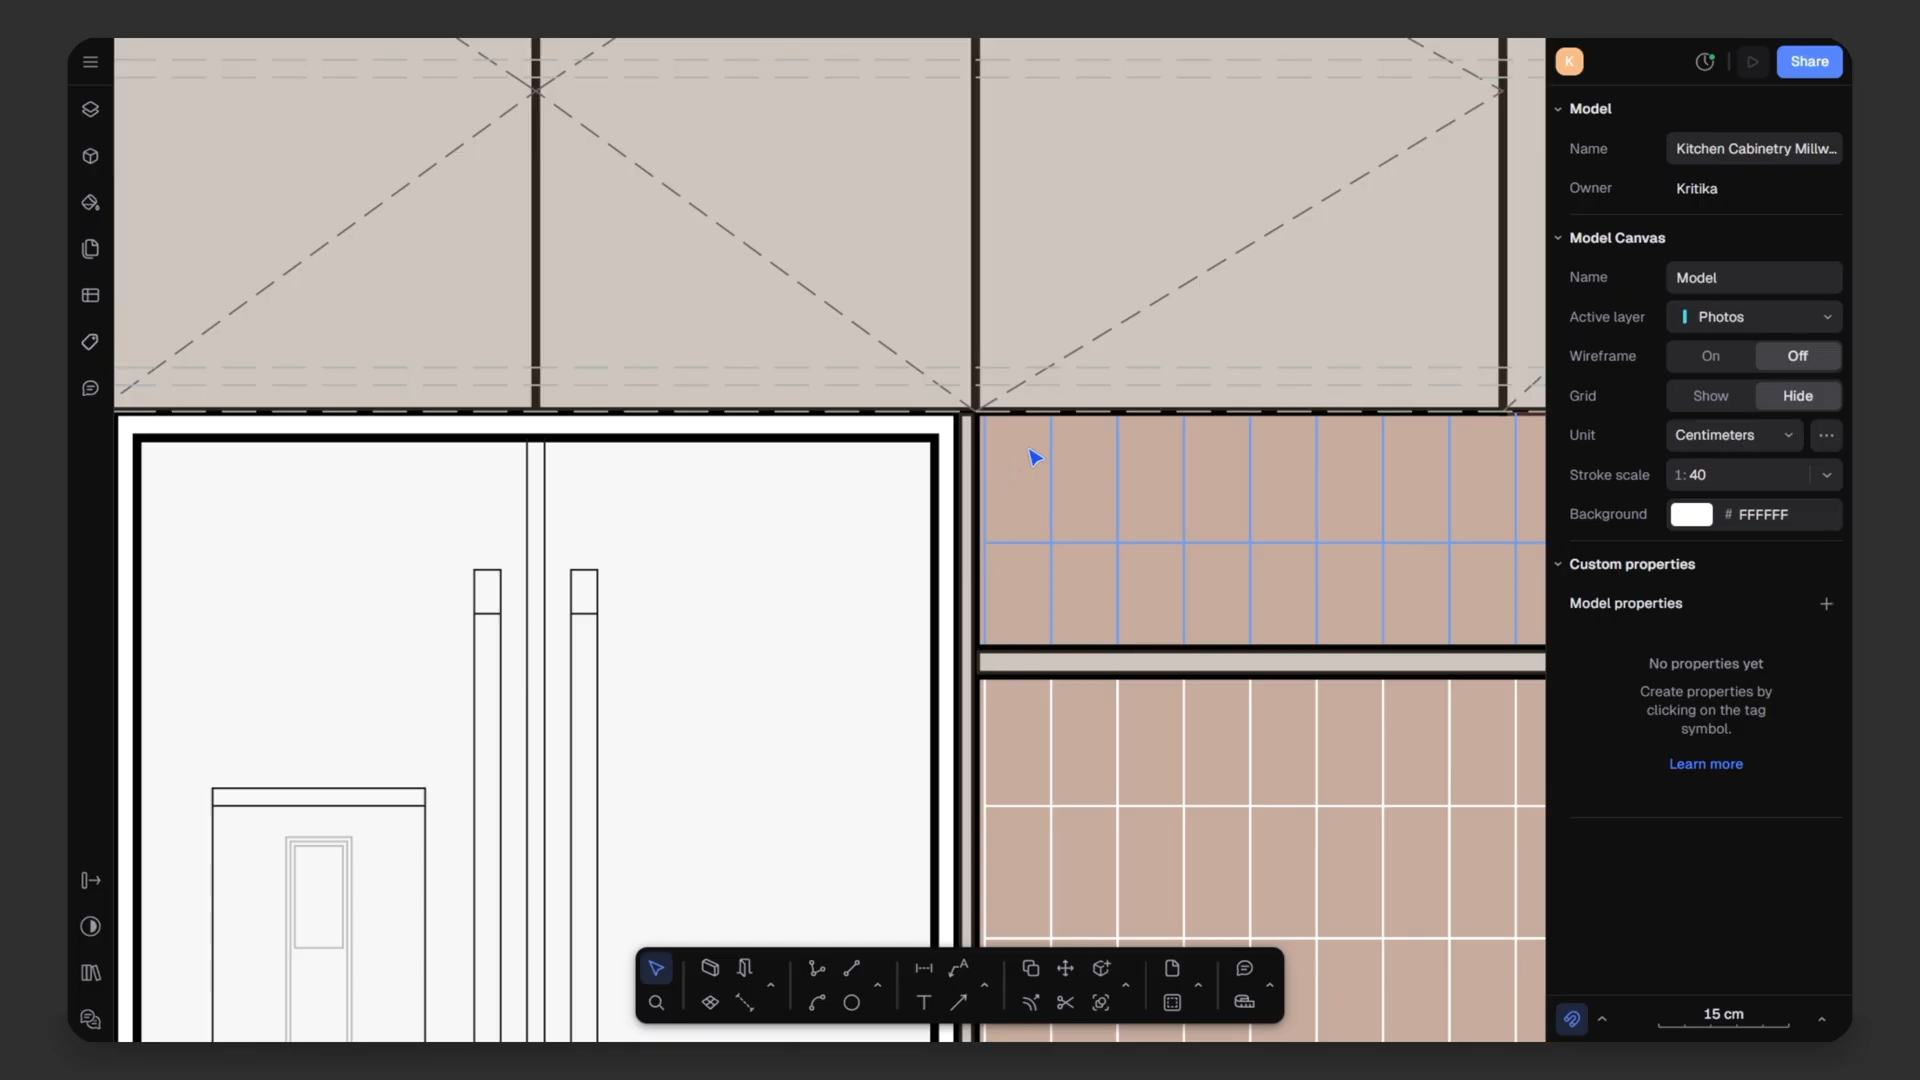 K
Share
Model
Name
Kitchen Cabinetry Millw...
Owner
Kritika
Model Canvas
Name
Model
Active layer
Photos
Wireframe
On
Off
Grid
Show
Hide
Unit
Centimeters
Stroke scale
1: 40
Background
# FFFFFF
Custom properties
Model properties
No properties yet
Create properties by
clicking on the tag
symbol.
Learn more
15 cm